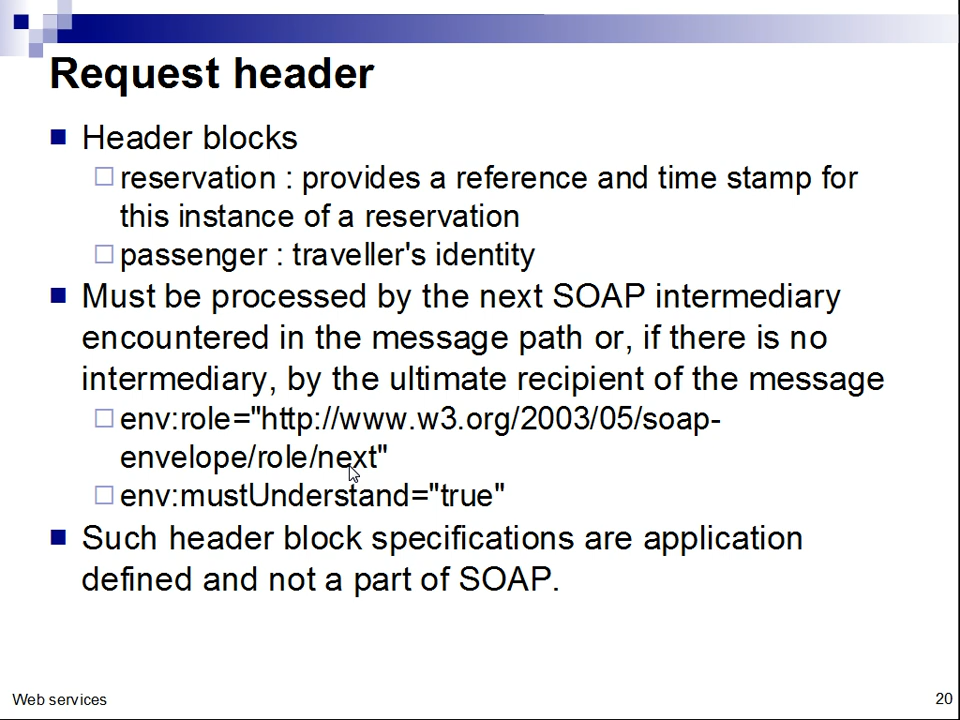 Request header
Header blocks
reservation : provides a reference and time stamp for
this instance of a reservation
passenger : traveller's identity
Must be processed by the next SOAP intermediary
encountered in the message path or, if there is no
intermediary, by the ultimate recipient of the message
env:role="http://www.w3.org/2003/05/soap-
envelope/role/next"
env:mustUnderstand="true"
Such header block specifications are application
defined and not a part of SOAP.
Web services
20